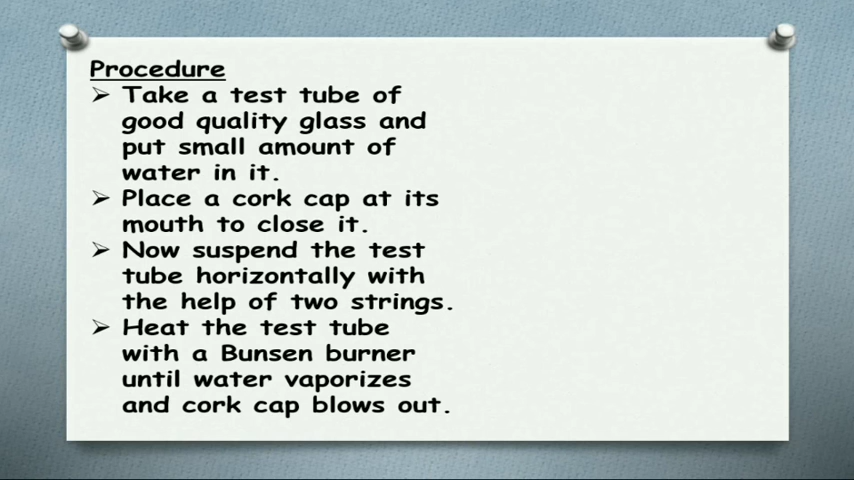 Procedure
➢ Take a test tube of
good quality glass and
put small amount of
water in it.
➢ Place a cork cap at its
mouth to close it.
➢ Now suspend the test
tube horizontally with
the help of two strings.
➢ Heat the test tube
with a Bunsen burner
until water vaporizes
and cork cap blows out.